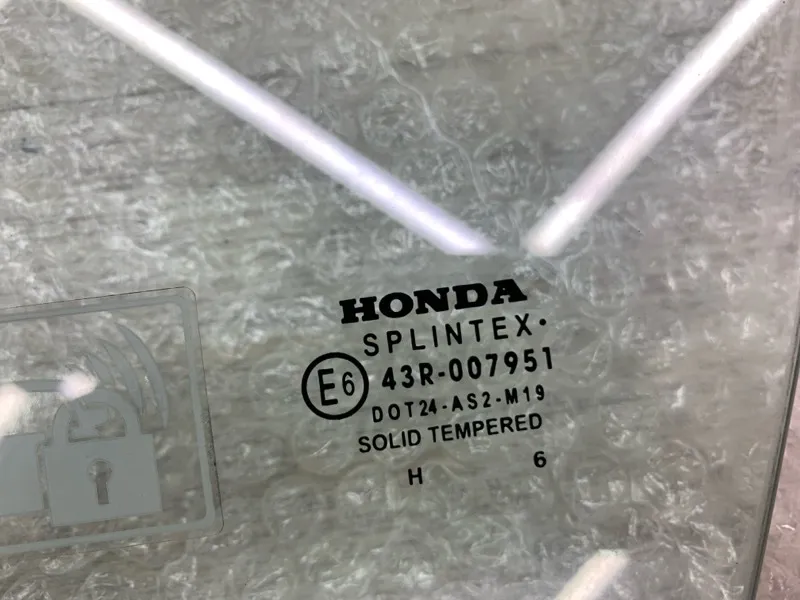 HONDA
SPLINTEX.
E6 43R-007951
DOT24-AS2-M19
SOLID TEMPERED
H 6